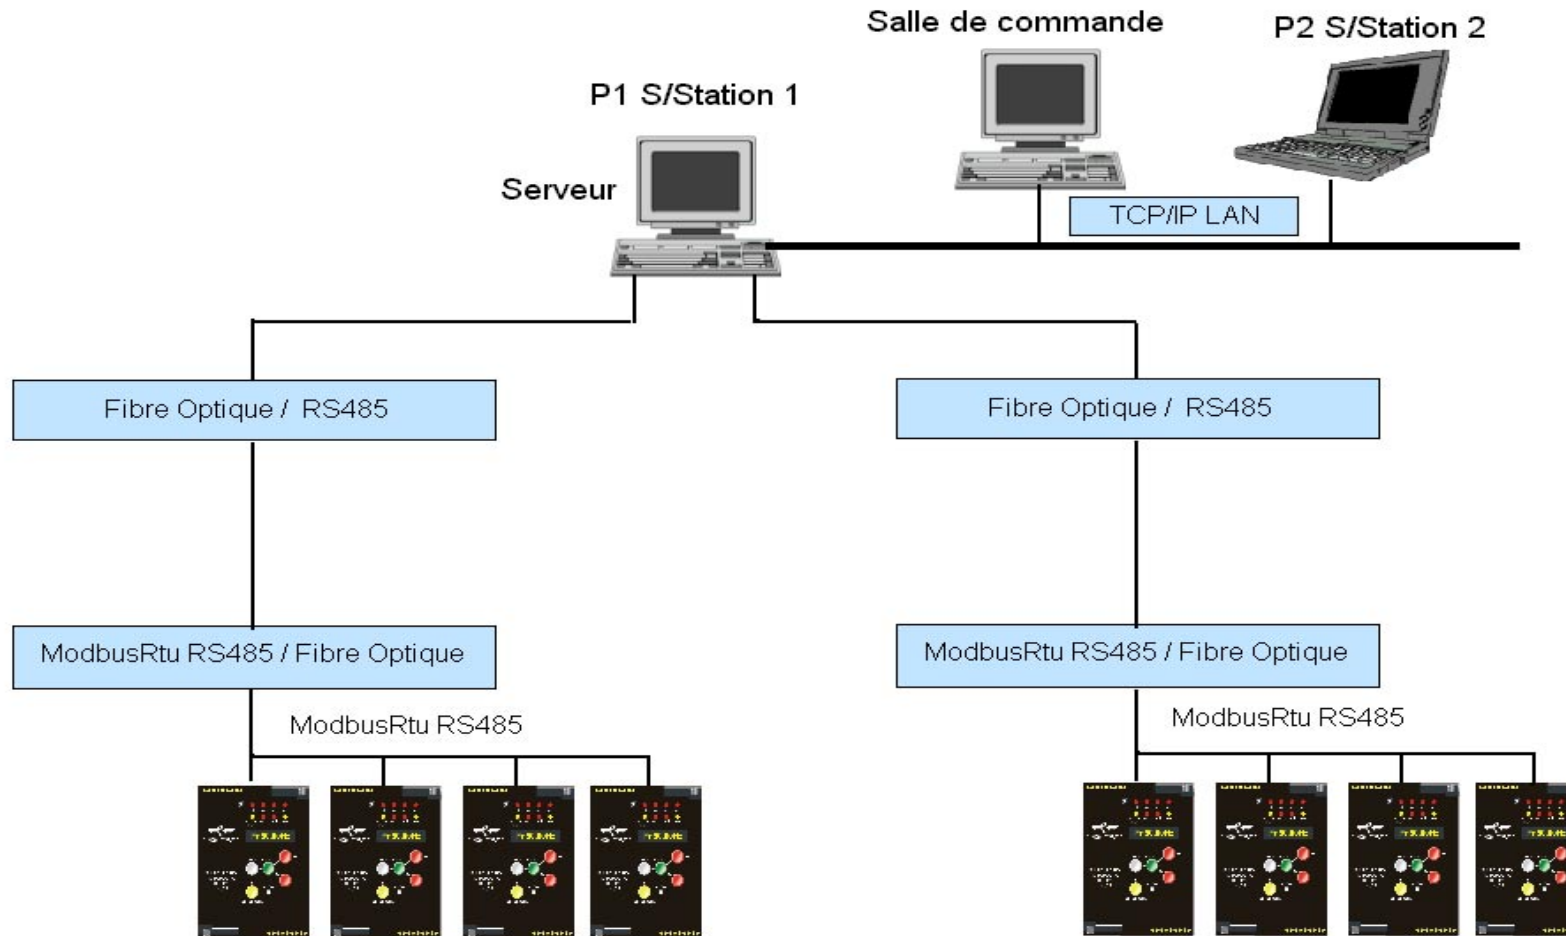 Salle de commande
P2 S/Station 2
P1 S/Station 1
Serveur
TCP/IP LAN
Fibre Optique / RS485
Fibre Optique / RS485
ModbusRtu RS485 / Fibre Optique
ModbusRtu RS485 / Fibre Optique
ModbusRtu RS485
ModbusRtu RS485